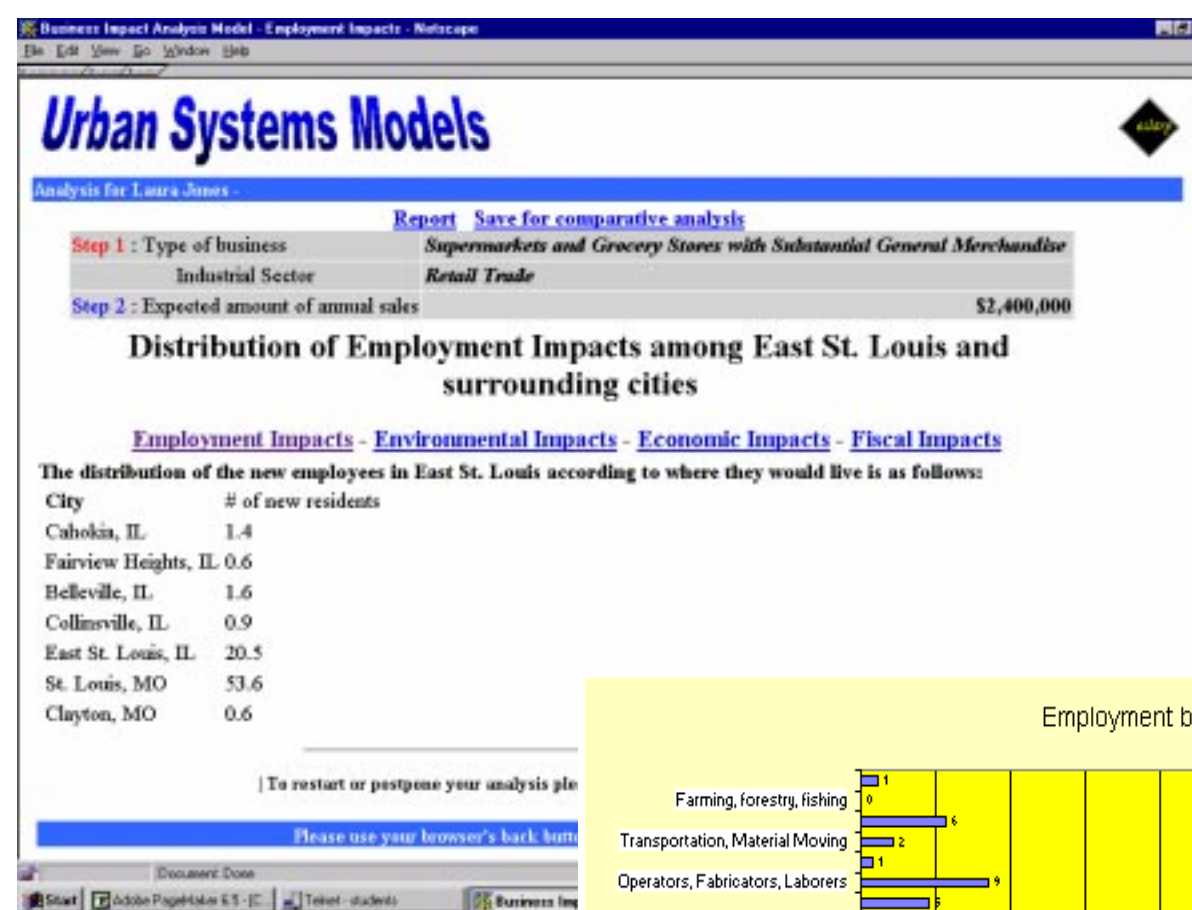 Business Impact Analysis Model - Employment Impacts - Netscape
File Edit View Go Window Help
Urban Systems Models
Analysis for Laura Jones -
Report Save for comparative analysis
Step 1 : Type of business Supermarkets and Grocery Stores with Substantial General Merchandise
Industrial Sector Retail Trade
Step 2 : Expected amount of annual sales $2,400,000
Distribution of Employment Impacts among East St. Louis and
surrounding cities
Employment Impacts - Environmental Impacts - Economic Impacts - Fiscal Impacts
The distribution of the new employees in East St. Louis according to where they would live is as follows:
City # of new residents
Cahokia, IL 1.4
Fairview Heights, IL 0.6
Belleville, IL 1.6
Collinsville, IL 0.9
East St. Louis, IL 20.5
St. Louis, MO 53.6
Clayton, MO 0.6
| To restart or postpone your analysis ple
Please use your browser's back butto
Document: Done
Start Adobe PageMaker 6.5 - [C... Telnet - students Business Imp
Employment b
1
Farming, forestry, fishing 0
6
Transportation, Material Moving 2
1
Operators, Fabricators, Laborers 9
5